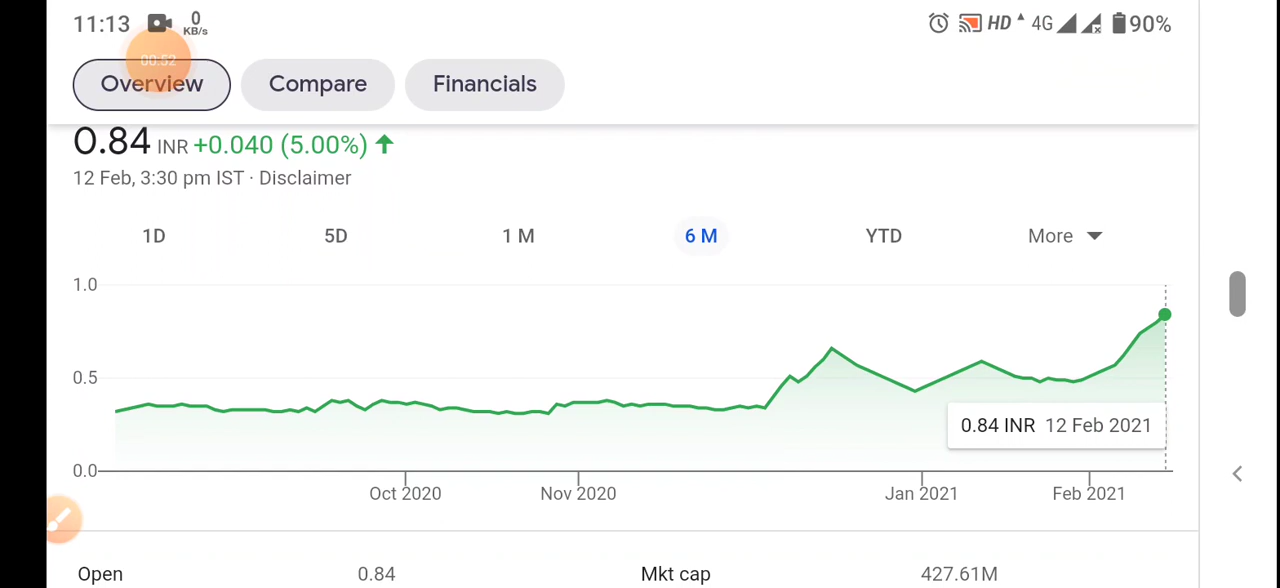 11:13 0 KB/s HD 4G 90%
00:52
Overview Compare Financials
0.84 INR +0.040 (5.00%)
12 Feb, 3:30 pm IST · Disclaimer
1D 5D 1 M 6 M YTD More
1.0
0.5
0.84 INR 12 Feb 2021
0.0
Oct 2020 Nov 2020 Jan 2021 Feb 2021
Open 0.84 Mkt cap 427.61M